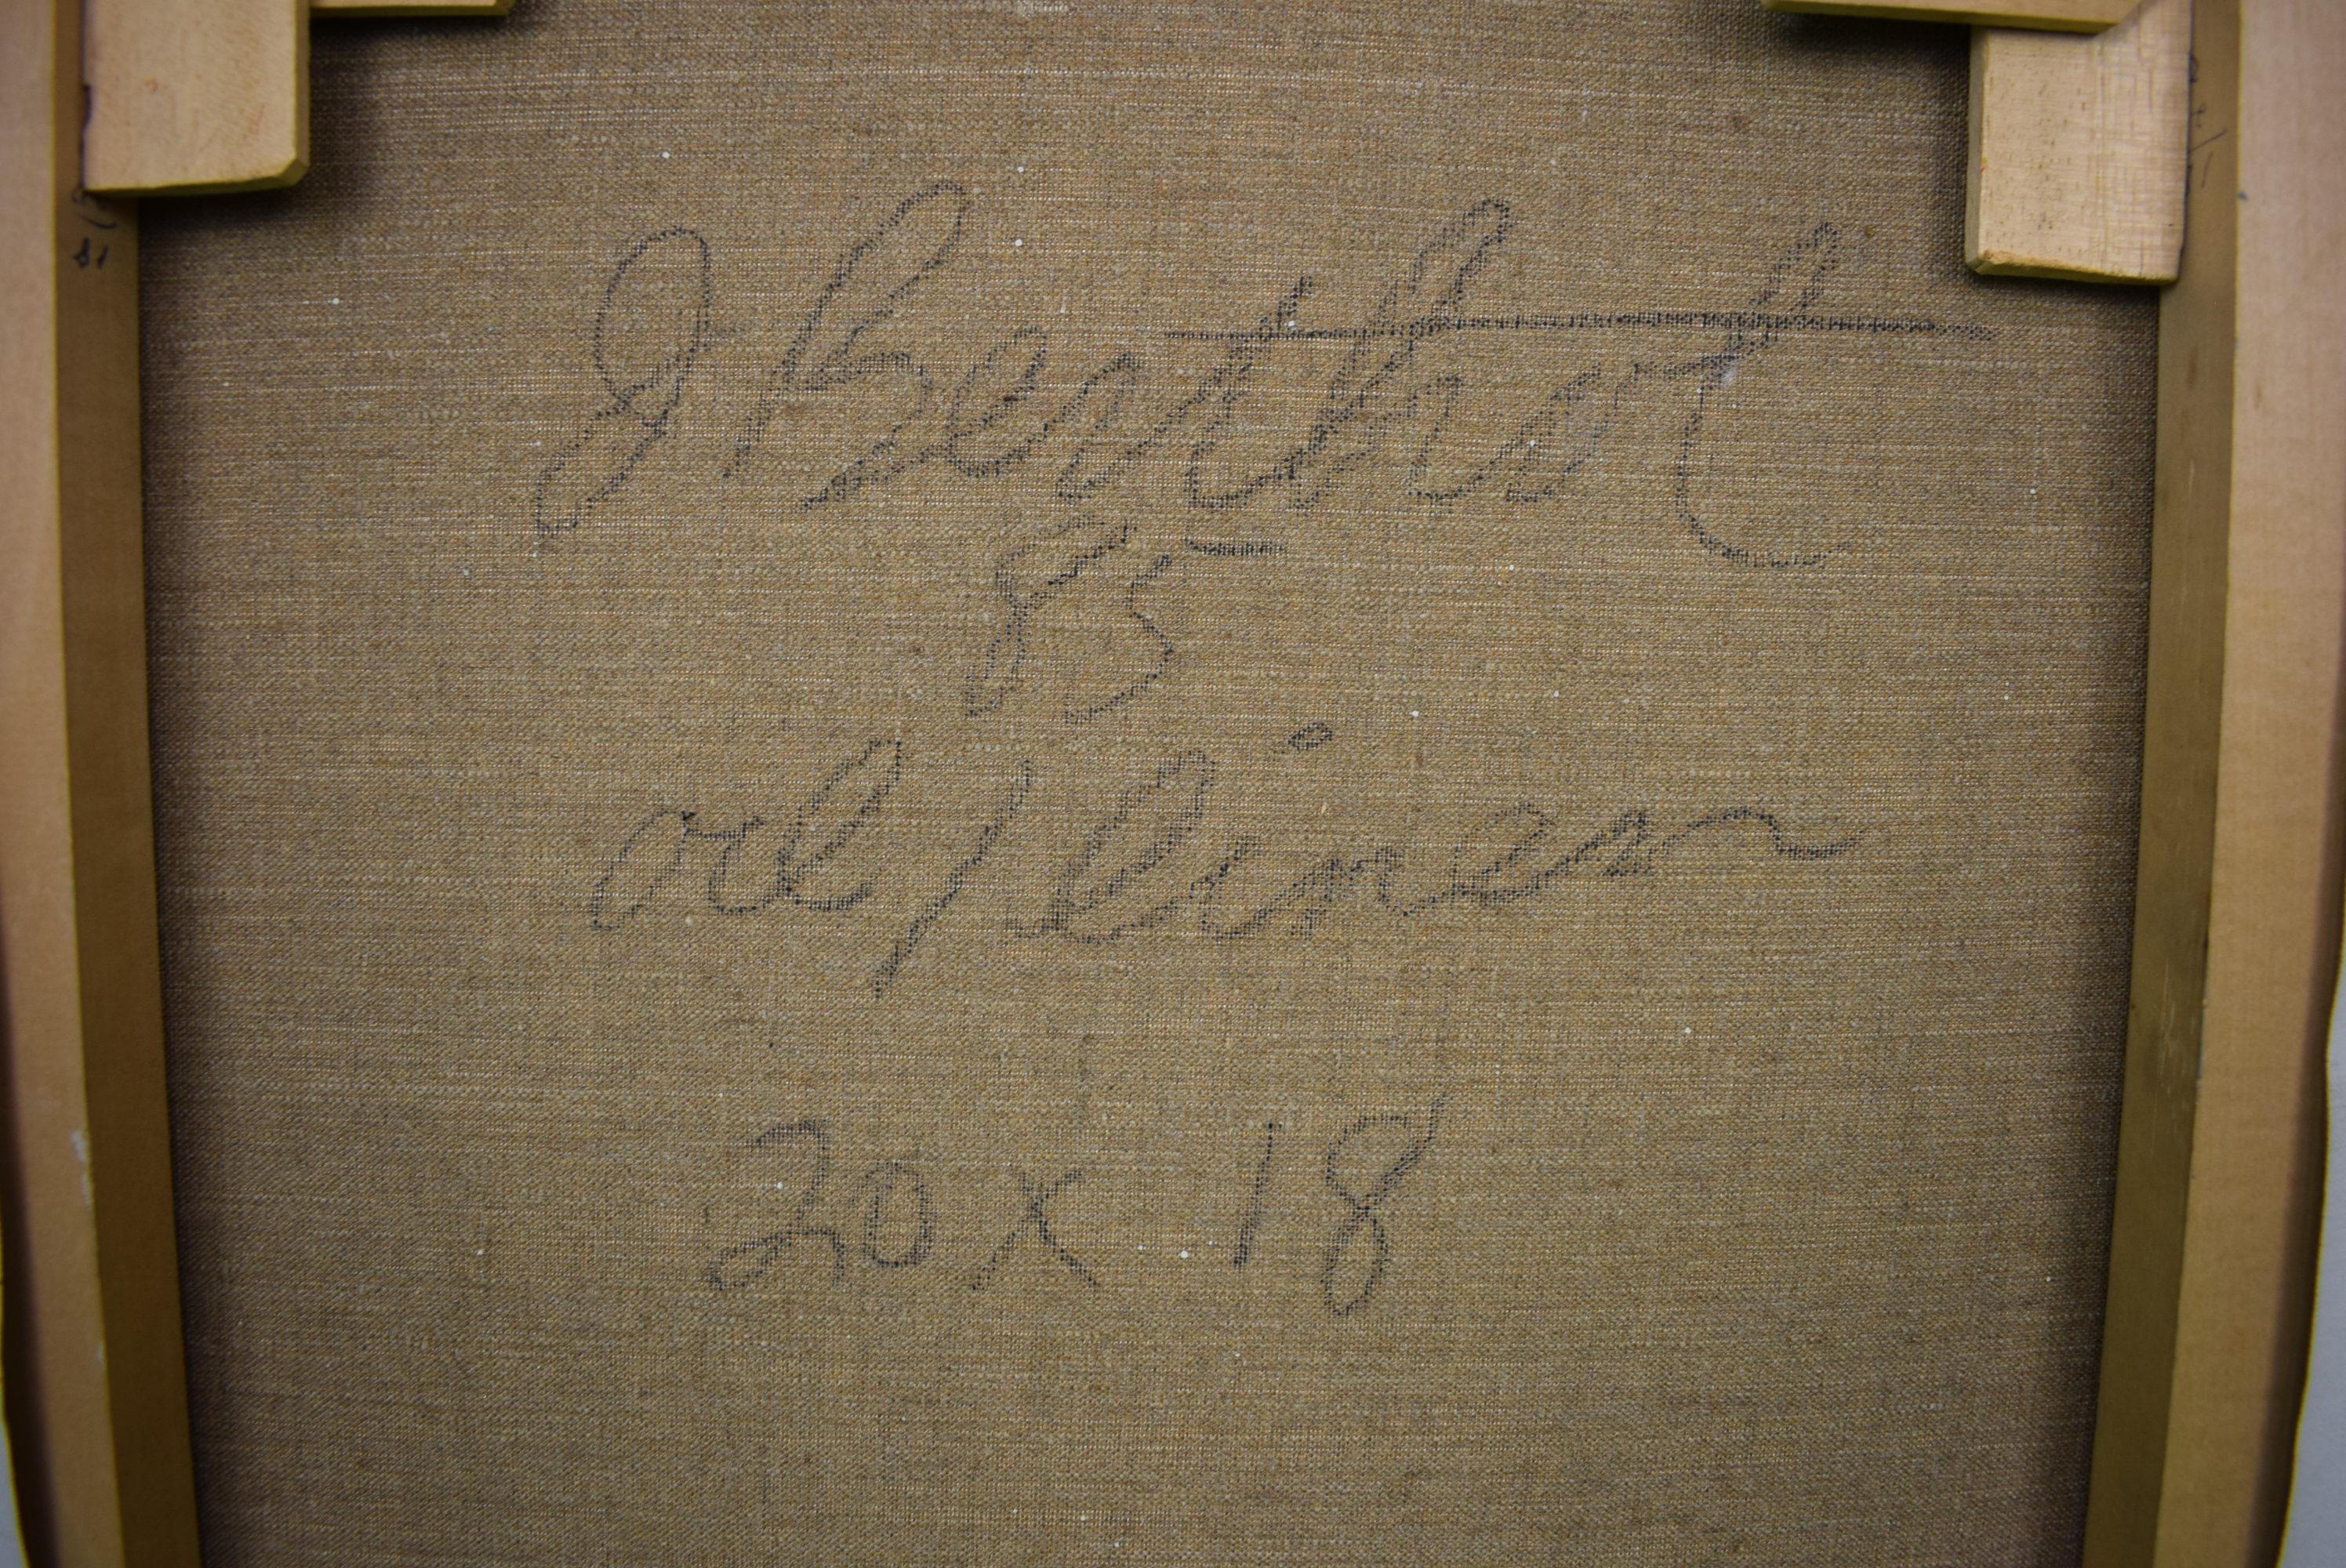 J Berthot
85
oil/linen
20 x 18